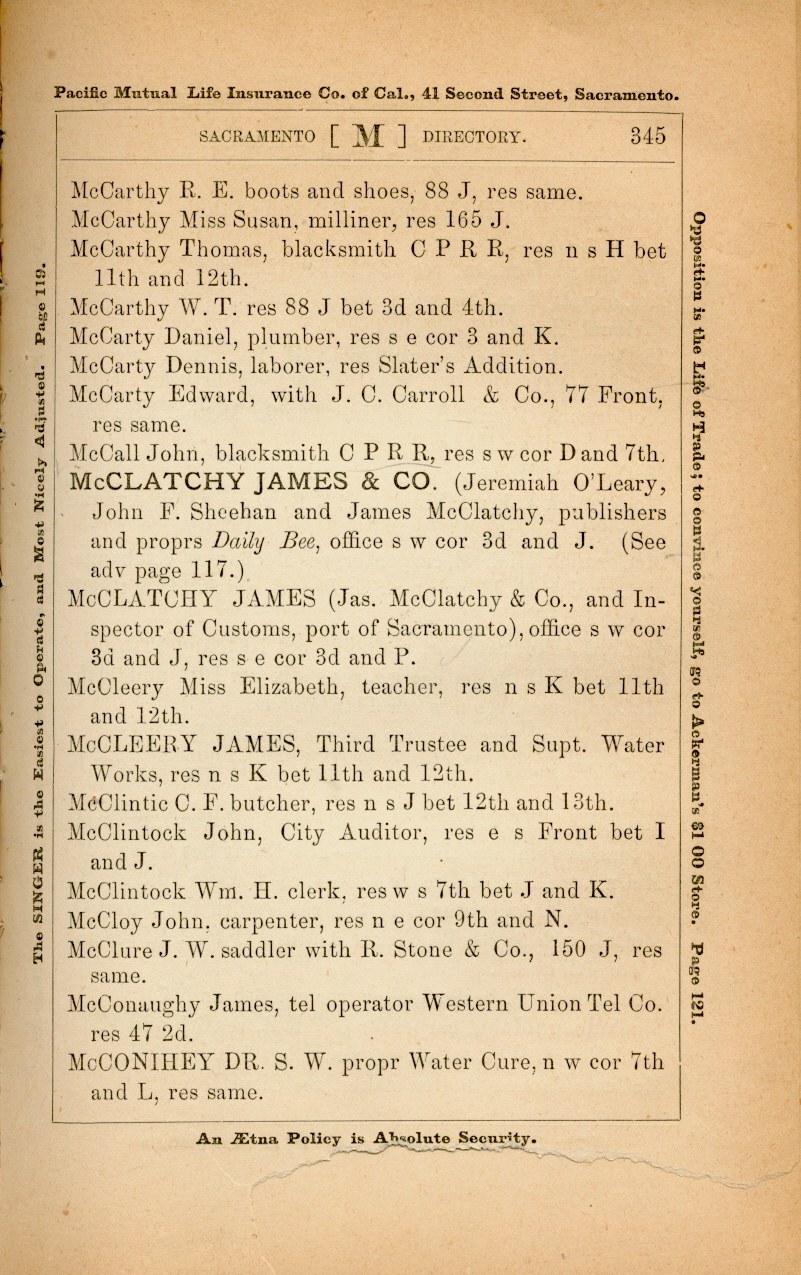 Pacific Mutual Life Insurance Co. of Cal., 41 Second Street, Sacramento.
SACRAMENTO [ M ] DIRECTORY. 345
McCarthy R. E. boots and shoes, 88 J, res same.
McCarthy Miss Susan, milliner, res 165 J.
McCarthy Thomas, blacksmith C P R R, res n s H bet
11th and 12th.
McCarthy W. T. res 88 J bet 3d and 4th.
McCarty Daniel, plumber, res s e cor 3 and K.
McCarty Dennis, laborer, res Slater's Addition.
McCarty Edward, with J. C. Carroll & Co., 77 Front,
res same.
McCall John, blacksmith C P R R, res s w cor D and 7th.
McCLATCHY JAMES & CO. (Jeremiah O'Leary,
John F. Sheehan and James McClatchy, publishers
and proprs Daily Bee, office s w cor 3d and J. (See
adv page 117.)
McCLATCHY JAMES (Jas. McClatchy & Co., and In-
spector of Customs, port of Sacramento), office s w cor
3d and J, res s e cor 3d and P.
McCleery Miss Elizabeth, teacher, res n s K bet 11th
and 12th.
McCLEERY JAMES, Third Trustee and Supt. Water
Works, res n s K bet 11th and 12th.
McClintic C. F. butcher, res n s J bet 12th and 13th.
McClintock John, City Auditor, res e s Front bet I
and J.
McClintock Wm. H. clerk, res w s 7th bet J and K.
McCloy John, carpenter, res n e cor 9th and N.
McClure J. W. saddler with R. Stone & Co., 150 J, res
same.
McConaughy James, tel operator Western Union Tel Co.
res 47 2d.
McCONIHEY DR. S. W. propr Water Cure, n w cor 7th
and L, res same.
An Ætna Policy is Absolute Security.
The SINGER is the Easiest to Operate, and Most Nicely Adjusted. Page 119.
Opposition is the Life of Trade; to convince yourself, go to Ackerman's $1 00 Store. Page 121.